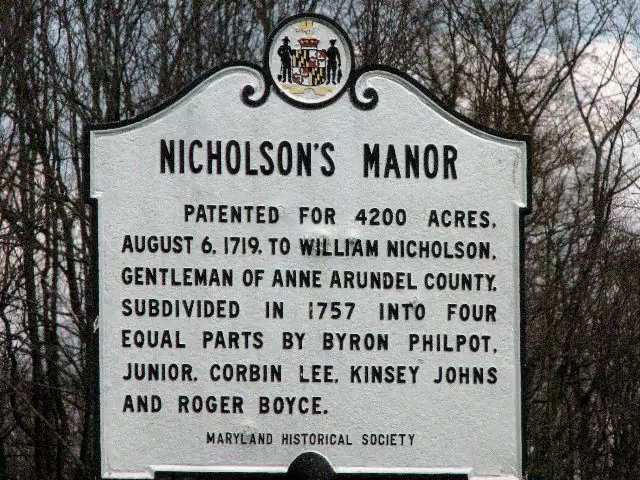 NICHOLSON'S MANOR
PATENTED FOR 4200 ACRES,
AUGUST 6, 1719, TO WILLIAM NICHOLSON,
GENTLEMAN OF ANNE ARUNDEL COUNTY.
SUBDIVIDED IN 1757 INTO FOUR
EQUAL PARTS BY BYRON PHILPOT,
JUNIOR, CORBIN LEE, KINSEY JOHNS
AND ROGER BOYCE.
MARYLAND HISTORICAL SOCIETY